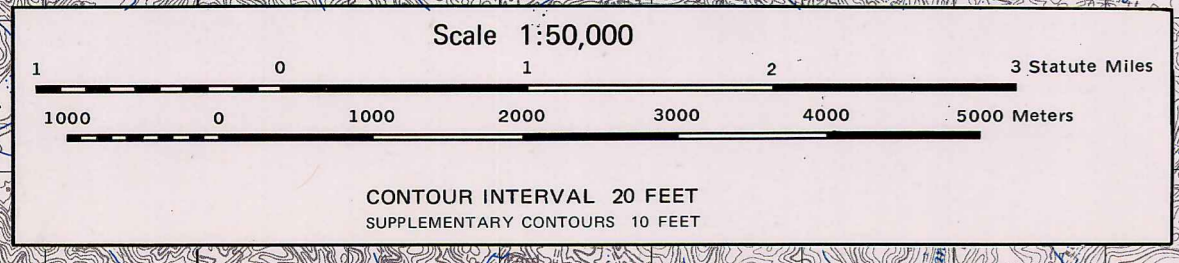 Scale 1:50,000
1 0 1 2 3 Statute Miles
1000 0 1000 2000 3000 4000 5000 Meters
CONTOUR INTERVAL 20 FEET
SUPPLEMENTARY CONTOURS 10 FEET